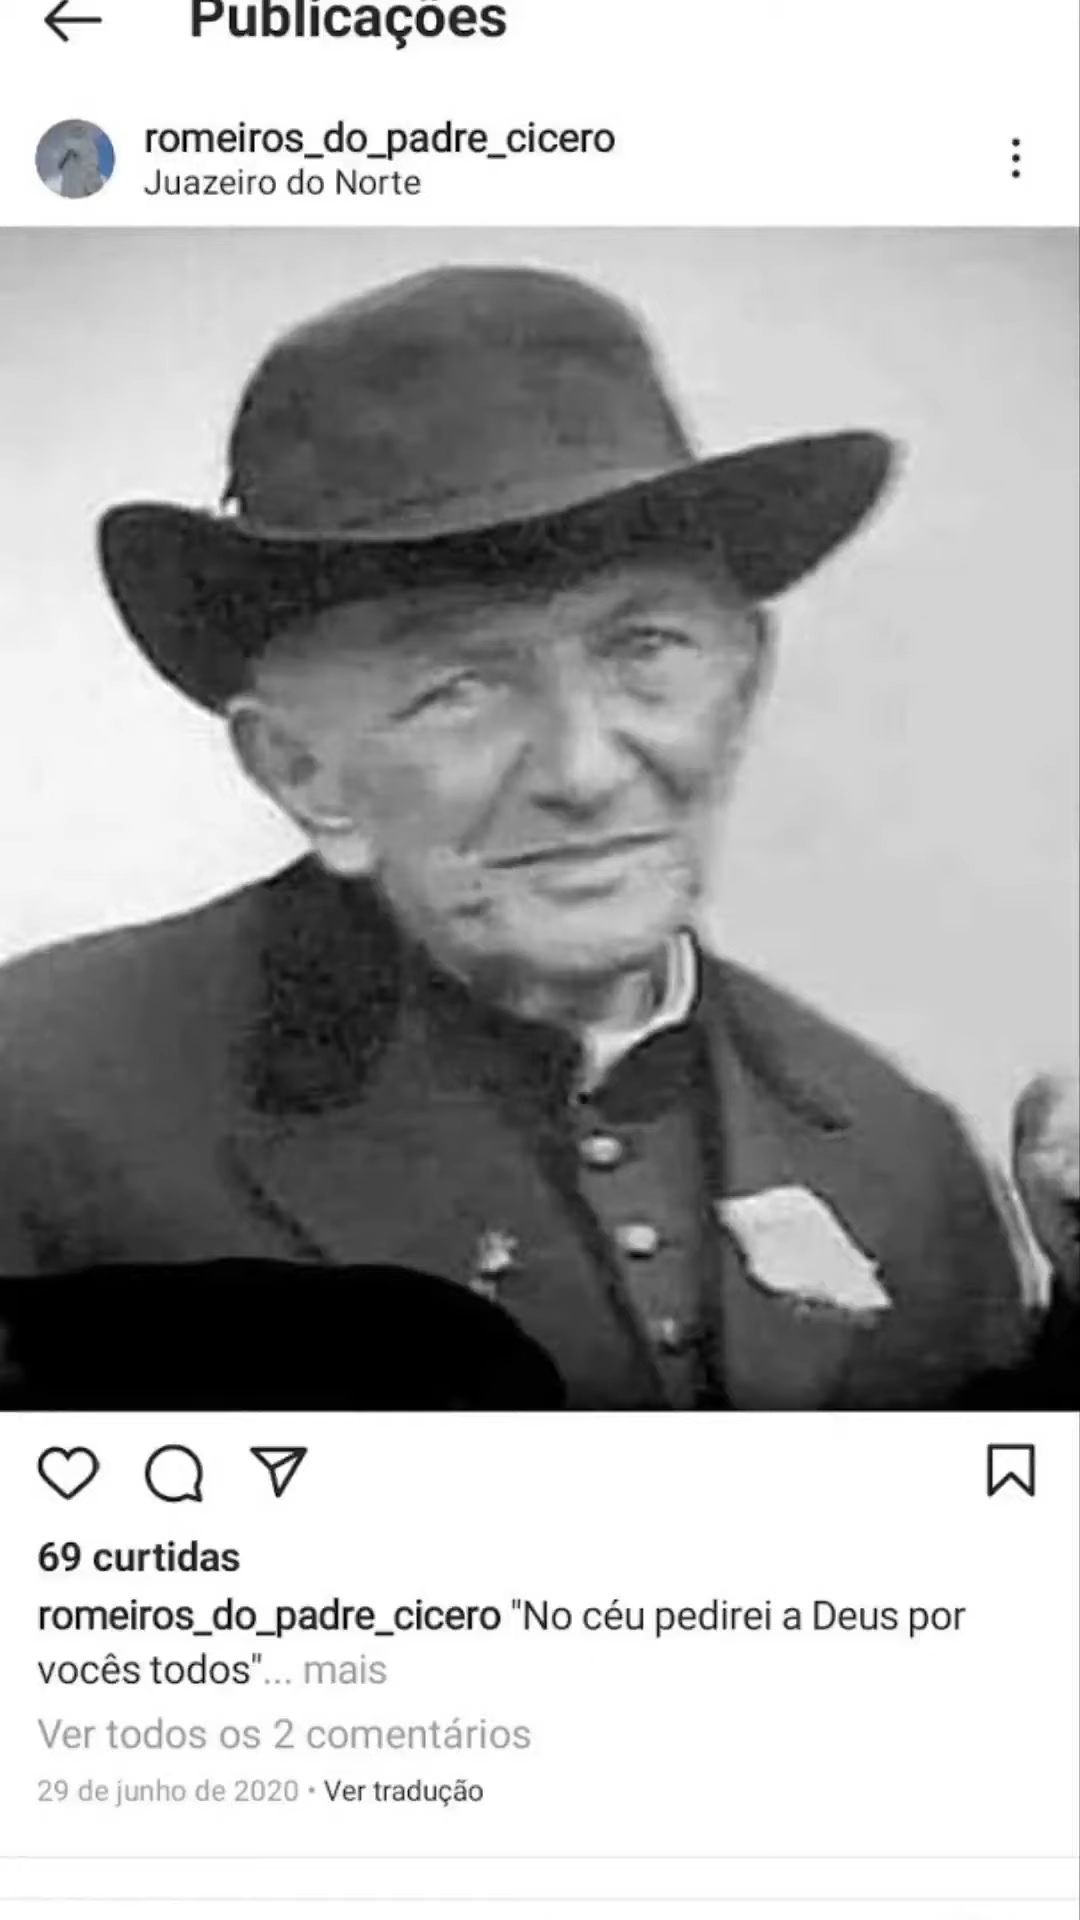 Publicações
romeiros_do_padre_cicero
Juazeiro do Norte
69 curtidas
romeiros_do_padre_cicero "No céu pedirei a Deus por
vocês todos"... mais
Ver todos os 2 comentários
29 de junho de 2020 • Ver tradução